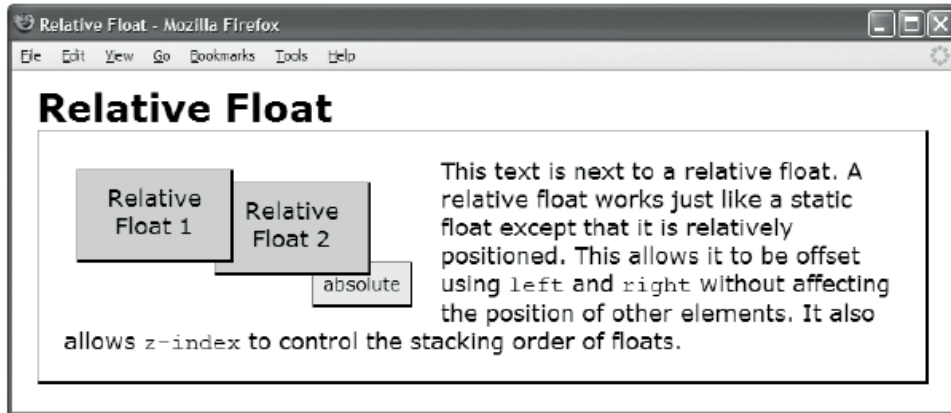 Relative Float - Mozilla Firefox
File Edit View Go Bookmarks Tools Help
Relative Float
Relative
Float 1
Relative
Float 2
absolute
This text is next to a relative float. A
relative float works just like a static
float except that it is relatively
positioned. This allows it to be offset
using left and right without affecting
the position of other elements. It also
allows z-index to control the stacking order of floats.